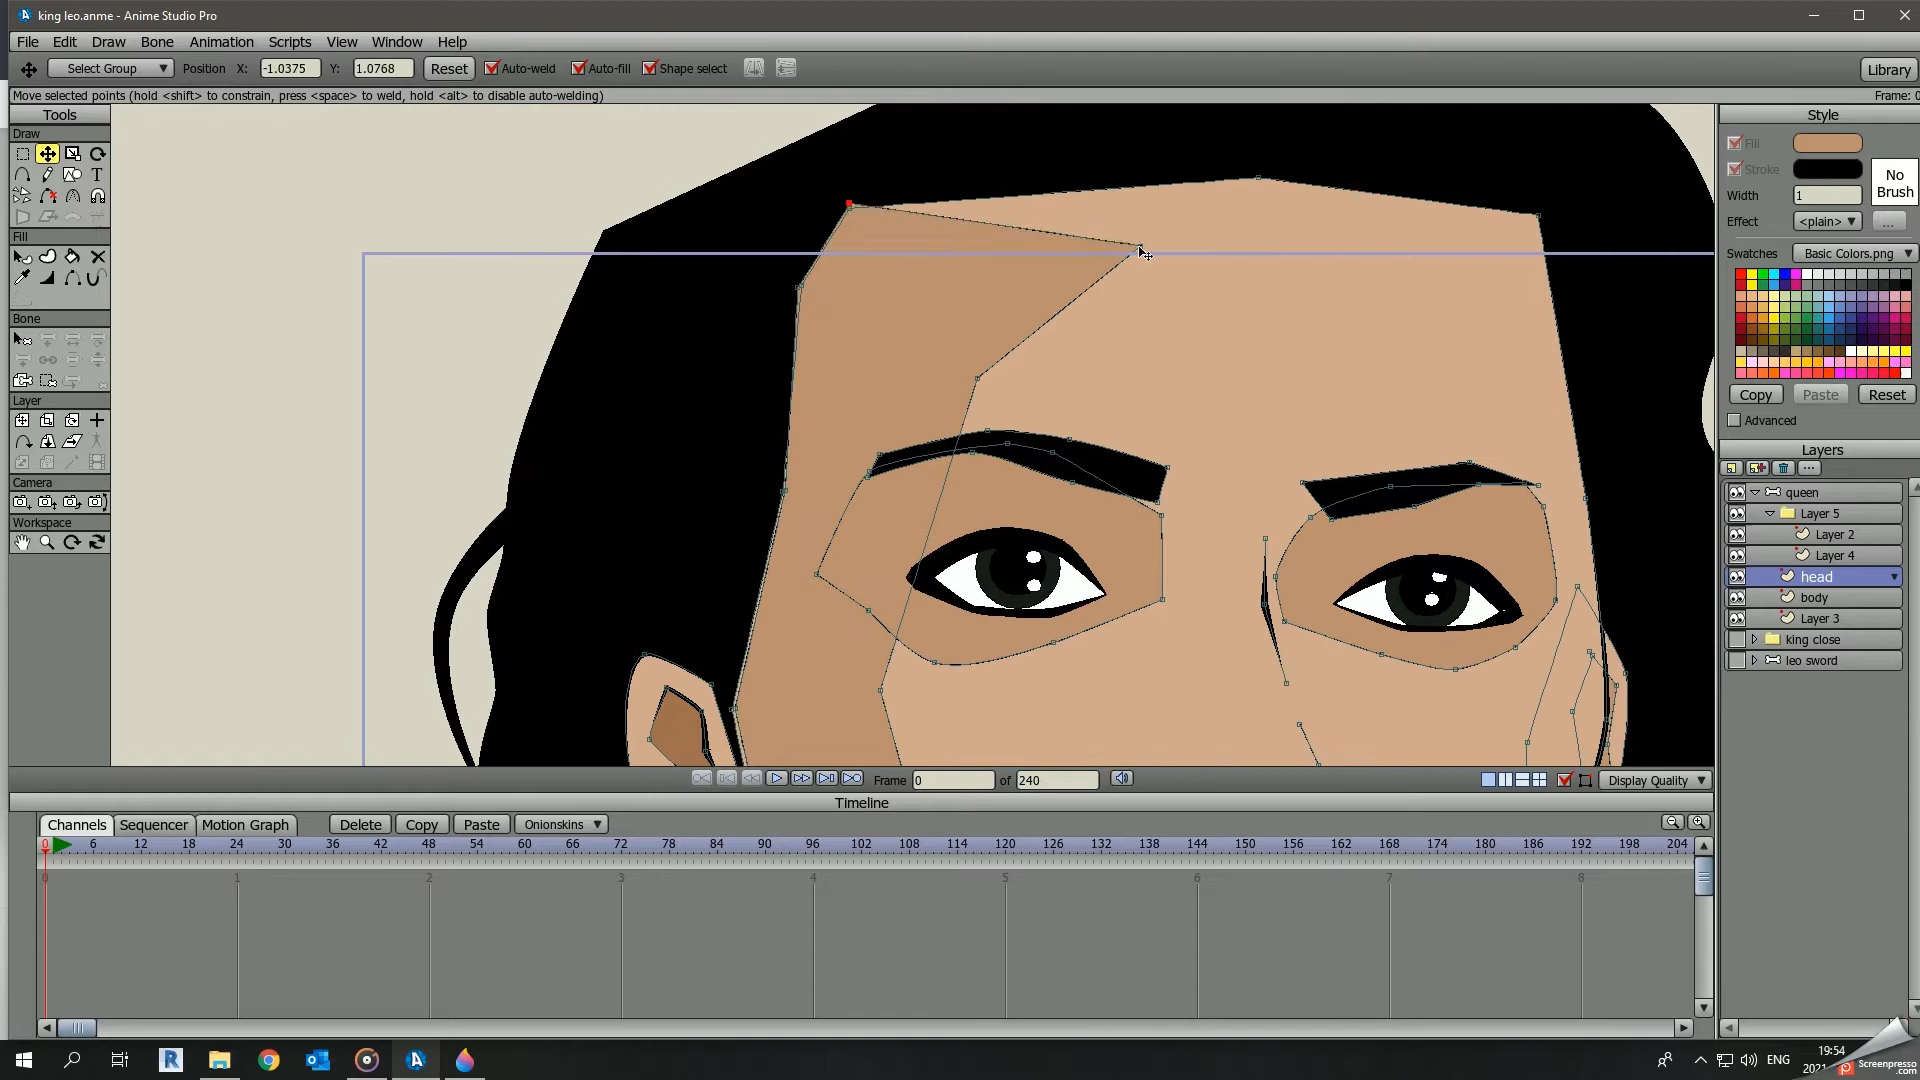 king leo.anme - Anime Studio Pro
File Edit Draw Bone Animation Scripts View Window Help
Select Group Position X: -1.0375 Y: 1.0768 Reset Auto-weld Auto-fill Shape select Library
Move selected points (hold <shift> to constrain, press <space> to weld, hold <alt> to disable auto-welding) Frame: 0
Tools
Draw
T
Fill
Bone
Layer
Camera
Workspace
Style
Fill
Stroke
No Brush
Width 1
Effect <plain> ...
Swatches Basic Colors.png
Copy Paste Reset
Advanced
Layers
queen
Layer 5
Layer 2
Layer 4
head
body
Layer 3
king close
leo sword
Frame 0 of 240 Display Quality
Timeline
Channels Sequencer Motion Graph Delete Copy Paste Onionskins
0 6 12 18 24 30 36 42 48 54 60 66 72 78 84 90 96 102 108 114 120 126 132 138 144 150 156 162 168 174 180 186 192 198 204
0 1 2 3 4 5 6 7 8
R ENG 19:54
2021
Screenpresso
.com